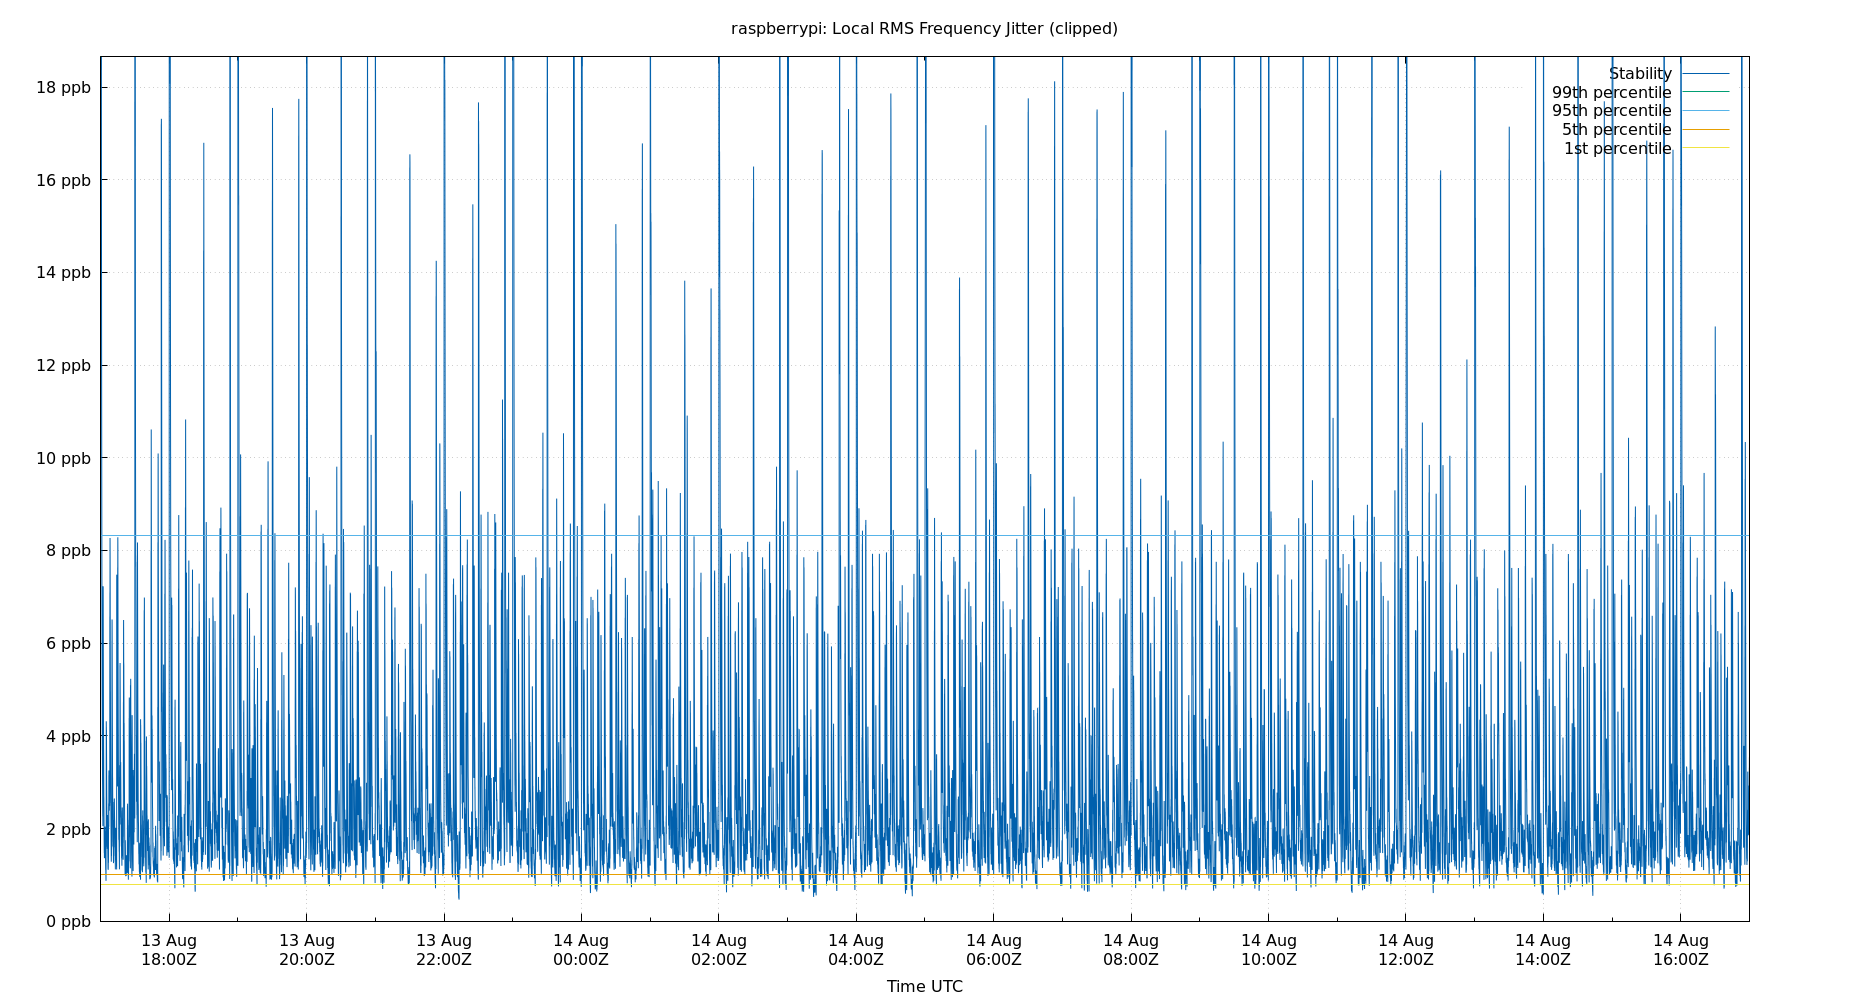 raspberrypi: Local RMS Frequency Jitter (clipped)
Stability
99th percentile
95th percentile
5th percentile
1st percentile
18 ppb
16 ppb
14 ppb
12 ppb
10 ppb
8 ppb
6 ppb
4 ppb
2 ppb
0 ppb
13 Aug 13 Aug 13 Aug 14 Aug 14 Aug 14 Aug 14 Aug 14 Aug 14 Aug 14 Aug 14 Aug 14 Aug
18:00Z 20:00Z 22:00Z 00:00Z 02:00Z 04:00Z 06:00Z 08:00Z 10:00Z 12:00Z 14:00Z 16:00Z
Time UTC